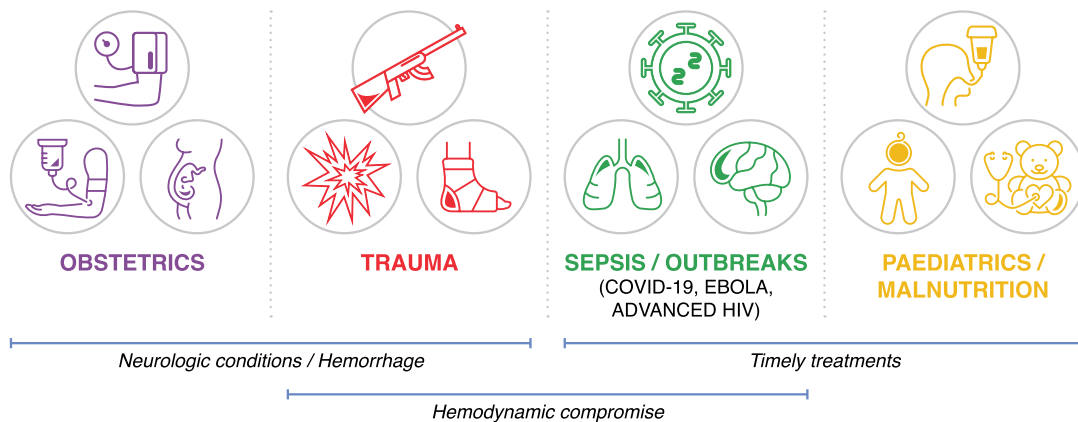 OBSTETRICS
TRAUMA
SEPSIS / OUTBREAKS
(COVID-19, EBOLA,
ADVANCED HIV)
PAEDIATRICS /
MALNUTRITION
Neurologic conditions / Hemorrhage
Timely treatments
Hemodynamic compromise